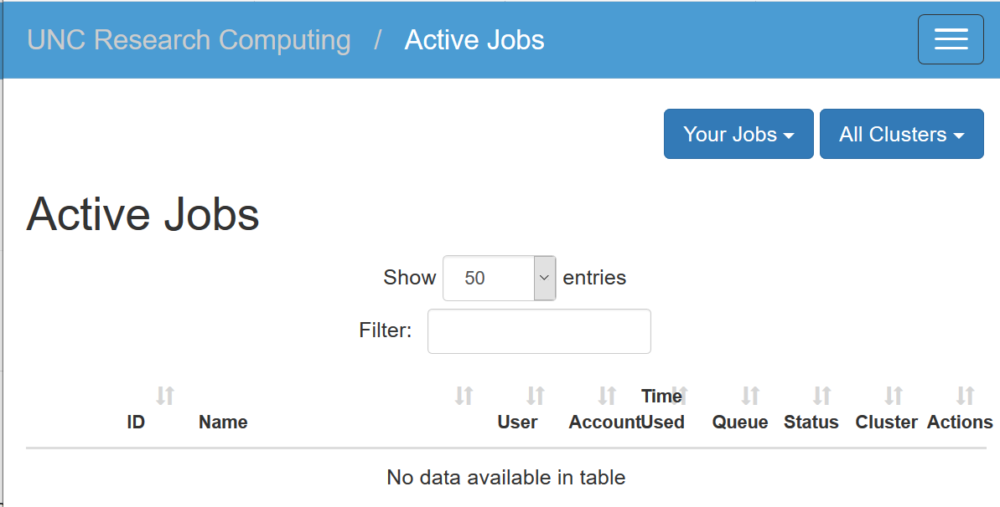 UNC Research Computing / Active Jobs
Your Jobs All Clusters
Active Jobs
Show 50 entries
Filter:
ID Name User Account Time Used Queue Status Cluster Actions
No data available in table